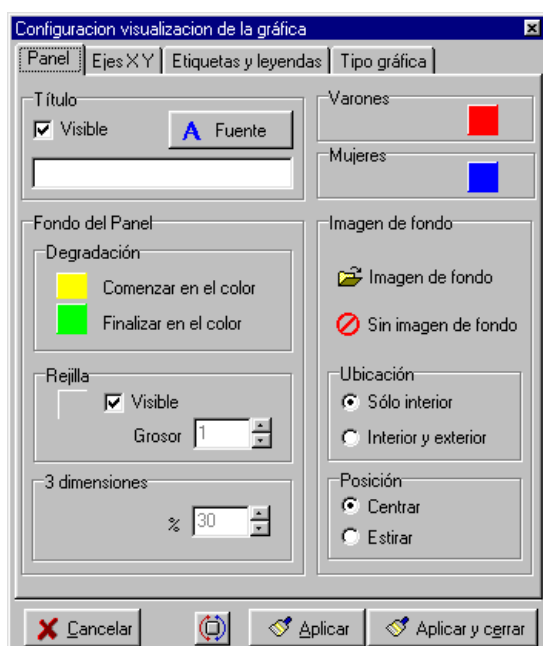 Configuracion visualizacion de la gráfica
Panel Ejes X Y Etiquetas y leyendas Tipo gráfica
Título
Visible
A Fuente
Varones
Mujeres
Fondo del Panel
Degradación
Comenzar en el color
Finalizar en el color
Rejilla
Visible
Grosor 1
3 dimensiones
% 30
Imagen de fondo
Imagen de fondo
Sin imagen de fondo
Ubicación
Sólo interior
Interior y exterior
Posición
Centrar
Estirar
Cancelar Aplicar Aplicar y cerrar